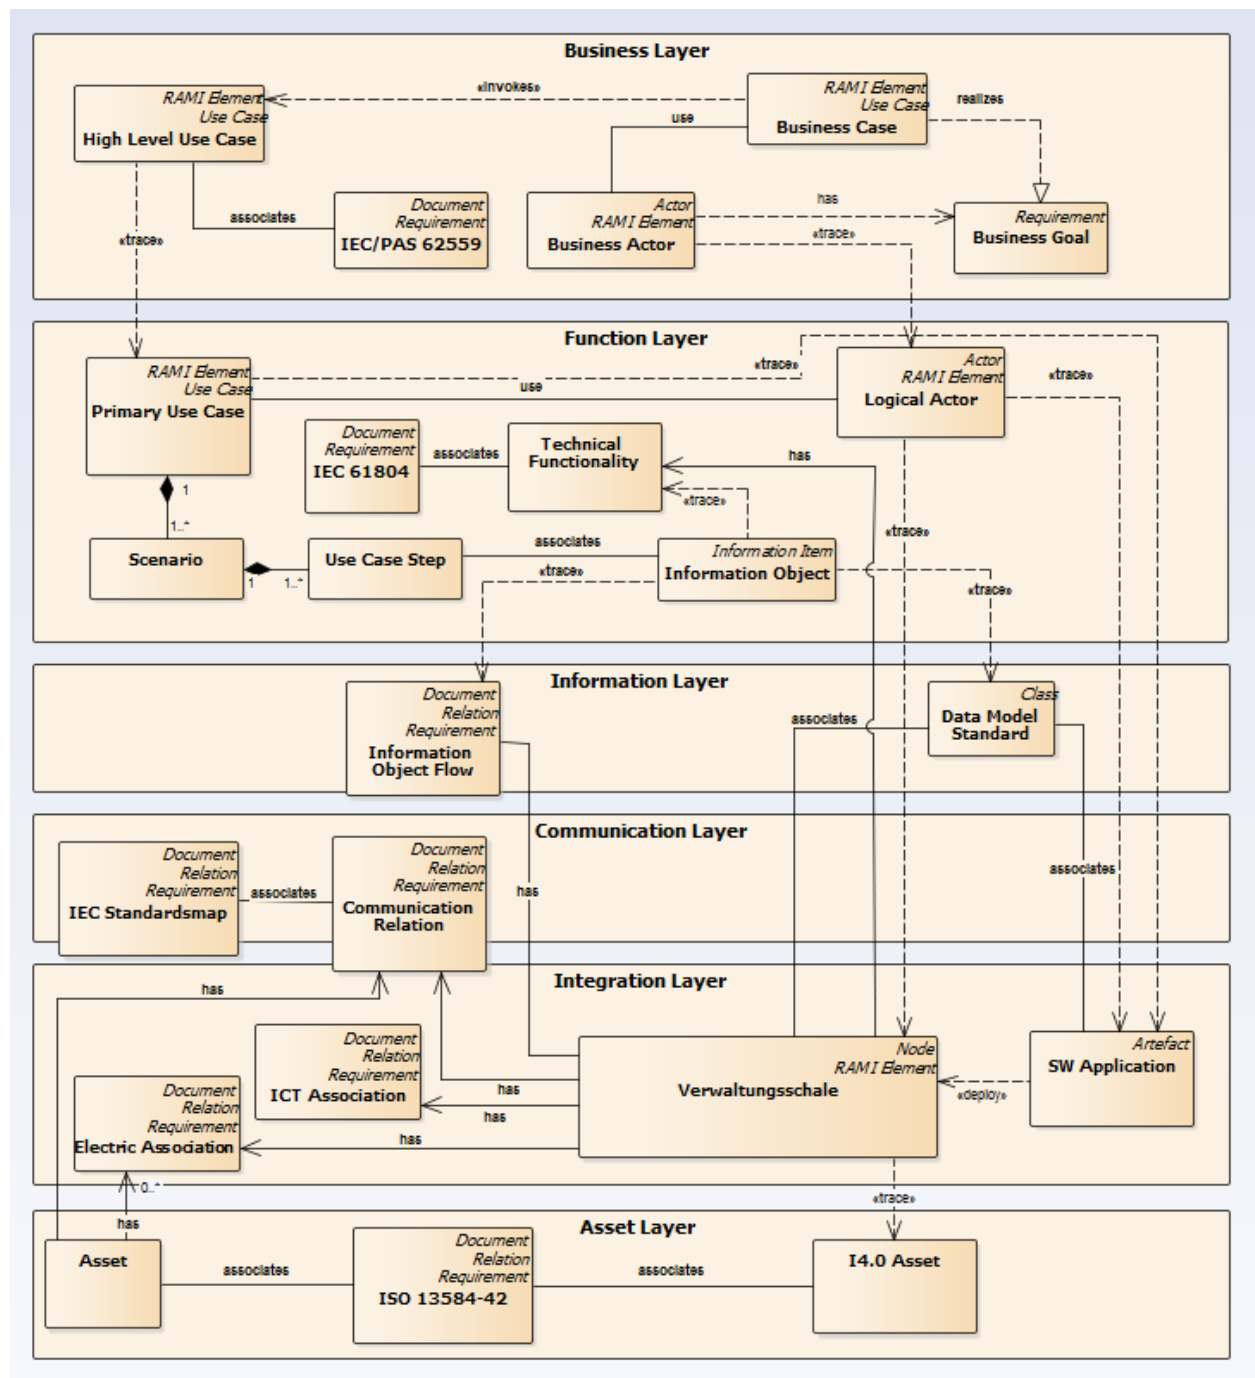 Business Layer
RAMI Element
Use Case
High Level Use Case
«invokes»
RAMI Element
Use Case
Business Case
realizes
use
associates
Document
Requirement
IEC/PAS 62559
Actor
RAMI Element
Business Actor
has
«trace»
Requirement
Business Goal
«trace»
Function Layer
RAMI Element
Use Case
Primary Use Case
«trace»
use
Actor
RAMI Element
Logical Actor
«trace»
Document
Requirement
IEC 61804
associates
Technical
Functionality
has
«trace»
1
1..*
«trace»
Scenario
1
1..*
Use Case Step
associates
«trace»
Information Item
Information Object
«trace»
Information Layer
Document
Relation
Requirement
Information
Object Flow
associates
Class
Data Model
Standard
Communication Layer
Document
Relation
Requirement
IEC Standardsmap
associates
Document
Relation
Requirement
Communication
Relation
has
associates
Integration Layer
has
Document
Relation
Requirement
ICT Association
has
has
Document
Relation
Requirement
Electric Association
has
Node
RAMI Element
Verwaltungsschale
«deploy»
Artefact
SW Application
0..*
«trace»
Asset Layer
has
Asset
associates
Document
Relation
Requirement
ISO 13584-42
associates
I4.0 Asset